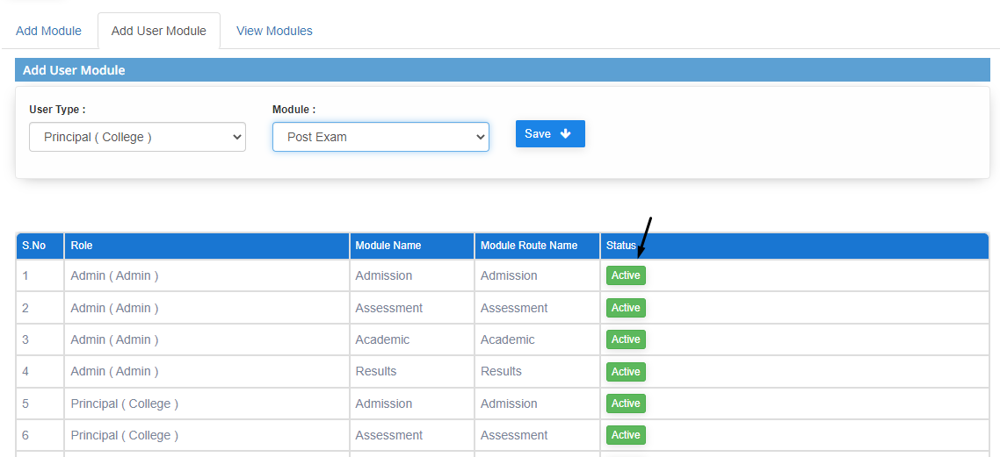 Add Module Add User Module View Modules
Add User Module
User Type : Module :
Principal ( College ) Post Exam Save
S.No Role Module Name Module Route Name Status
1 Admin ( Admin ) Admission Admission Active
2 Admin ( Admin ) Assessment Assessment Active
3 Admin ( Admin ) Academic Academic Active
4 Admin ( Admin ) Results Results Active
5 Principal ( College ) Admission Admission Active
6 Principal ( College ) Assessment Assessment Active